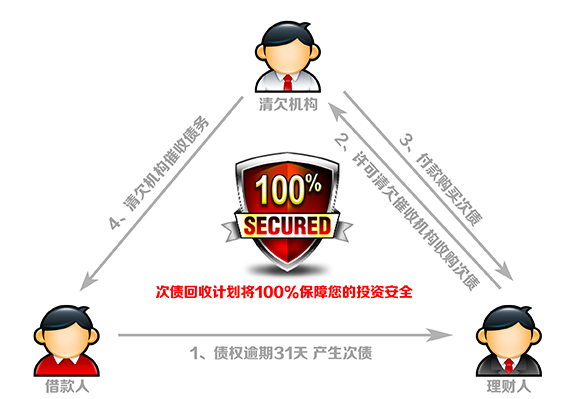 清欠机构
4、清欠机构催收债务
3、付款购买次债
2、许可清欠催收机构收购次债
100%
SECURED
次债回收计划将100%保障您的投资安全
1、债权逾期31天 产生次债
借款人
理财人